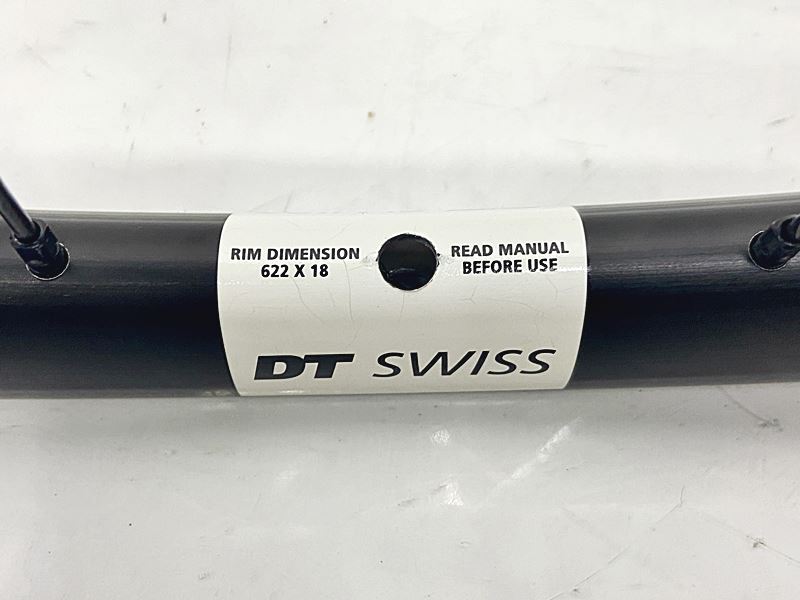 RIM DIMENSION
622 X 18
READ MANUAL
BEFORE USE
DT SWISS